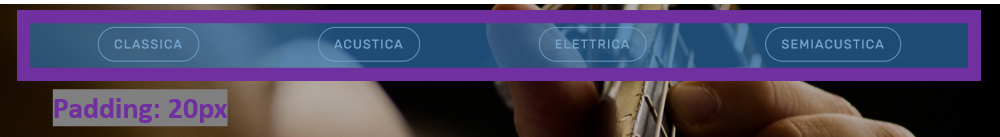 CLASSICA ACUSTICA ELETTRICA SEMIACUSTICA
Padding: 20px